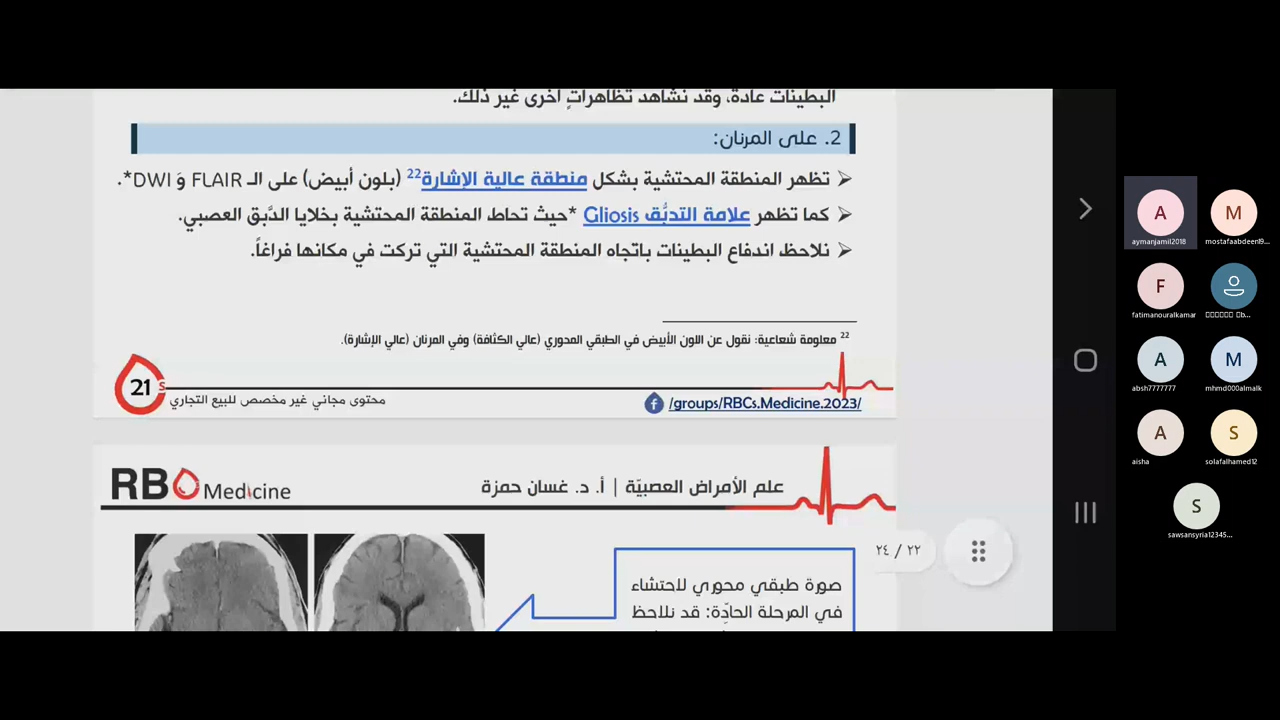 البطينات عادة، وقد نشاهد تظاهراتٍ أخرى غير ذلك.
2. على المرنان:
تظهر المنطقة المحتشية بشكل منطقة عالية الإشارة22 (بلون أبيض) على الـ FLAIR وَ DWI*.
كما تظهر علامة التدبُّق Gliosis *حيث تحاط المنطقة المحتشية بخلايا الدَّبق العصبي.
نلاحظ اندفاع البطينات باتجاه المنطقة المحتشية التي تركت في مكانها فراغاً.
22 معلومة شعاعية: نقول عن اللون الأبيض في الطبقي المحوري (عالي الكثافة) وفي المرنان (عالي الإشارة).
21
محتوى مجاني غير مخصص للبيع التجاري
/groups/RBCs.Medicine.2023/
RB Medicine
علم الأمراض العصبيّة | أ. د. غسان حمزة
٢٢ / ٢٤
صورة طبقي محوري لاحتشاء
في المرحلة الحادّة: قد نلاحظ
A
aymanjamil2018
M
mostafaabdeen19...
F
fatimanouralkamar
A
absh7777777
M
mhmd000almalk
A
aisha
S
solafalhamed12
S
sawsansyria12345...